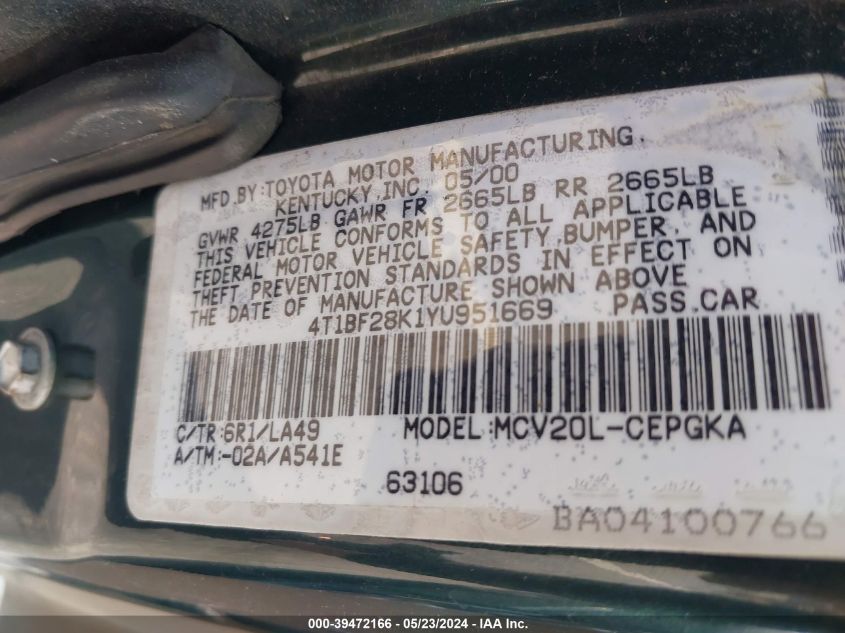 MFD.BY:TOYOTA MOTOR MANUFACTURING,
KENTUCKY,INC. 05/00
GVWR 4275LB GAWR FR 2665LB RR 2665LB
THIS VEHICLE CONFORMS TO ALL APPLICABLE
FEDERAL MOTOR VEHICLE SAFETY,BUMPER, AND
THEFT PREVENTION STANDARDS IN EFFECT ON
THE DATE OF MANUFACTURE SHOWN ABOVE
4T1BF28K1YU951669 PASS.CAR
C/TR:6R1/LA49 MODEL:MCV20L-CEPGKA
A/TM:-02A/A541E
63106
BA04100766
000-39472166 - 05/23/2024 - IAA Inc.